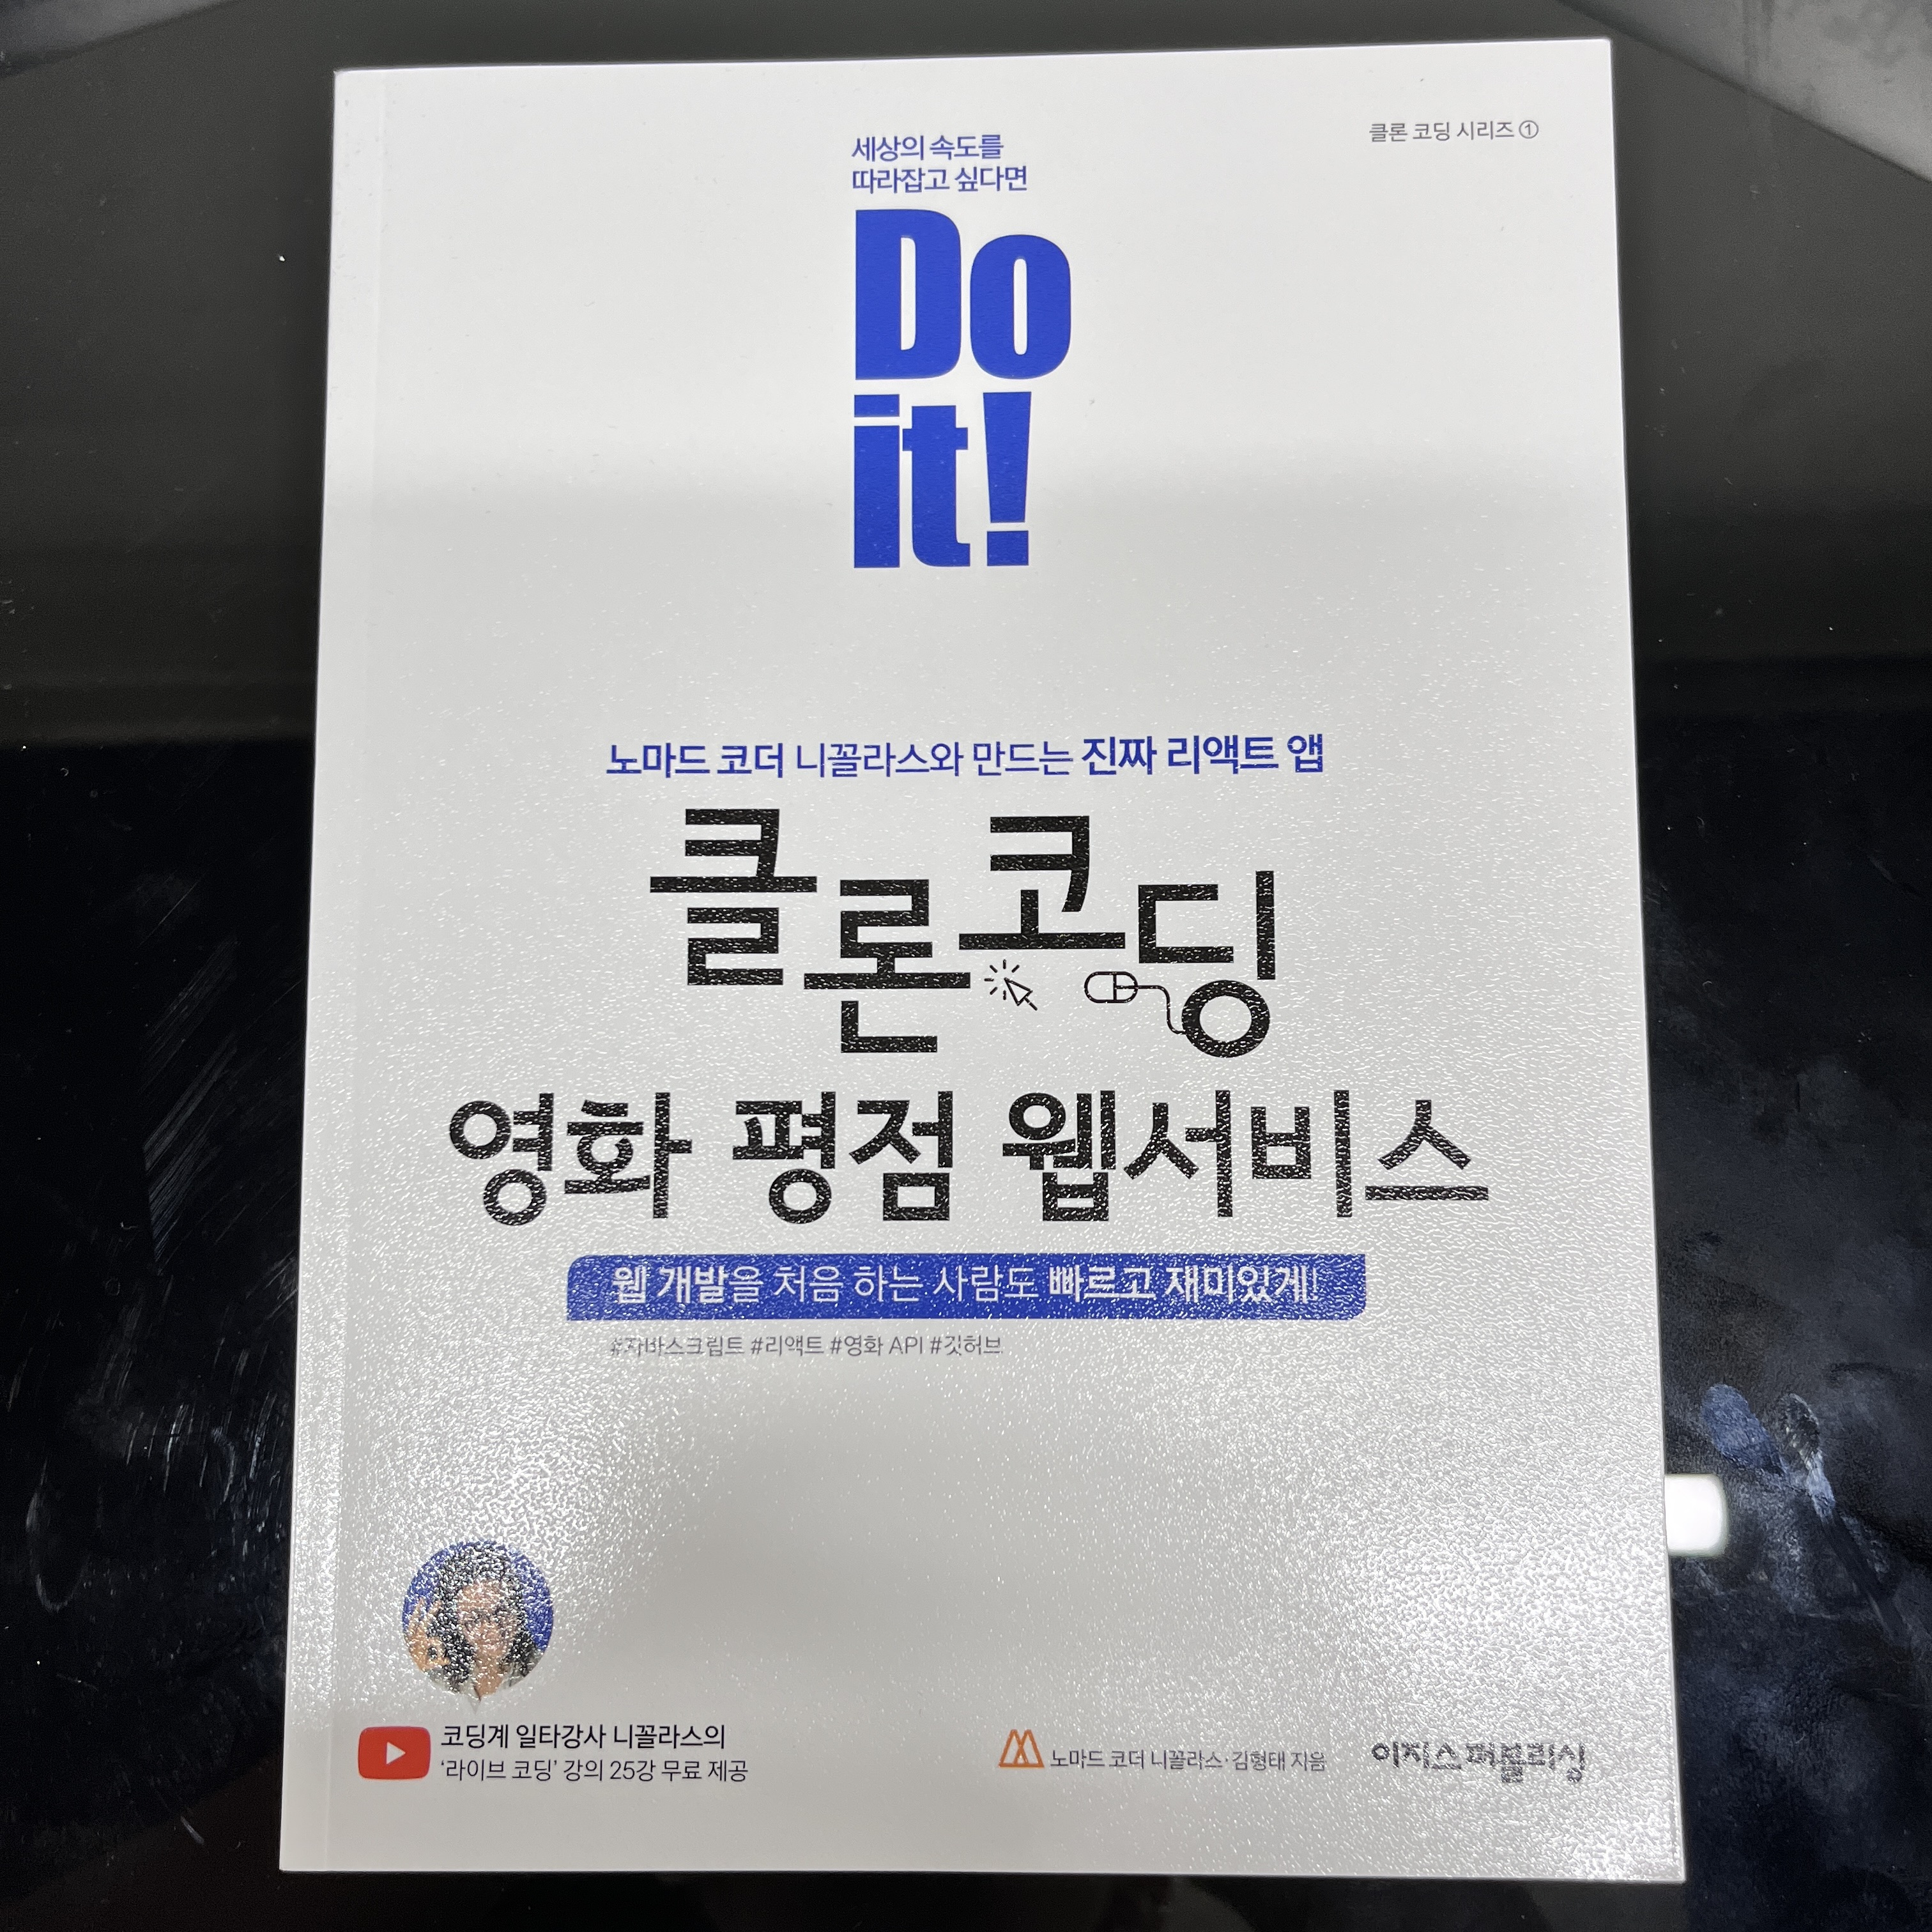 클론 코딩 시리즈 ①
세상의 속도를
따라잡고 싶다면
Do
it!
노마드 코더 니꼴라스와 만드는 진짜 리액트 앱
클론코딩
영화 평점 웹서비스
웹 개발을 처음 하는 사람도 빠르고 재미있게!
#자바스크립트 #리액트 #영화 API #깃허브
코딩계 일타강사 니꼴라스의
‘라이브 코딩’ 강의 25강 무료 제공
노마드 코더 니꼴라스·김형태 지음
이지스 퍼블리싱